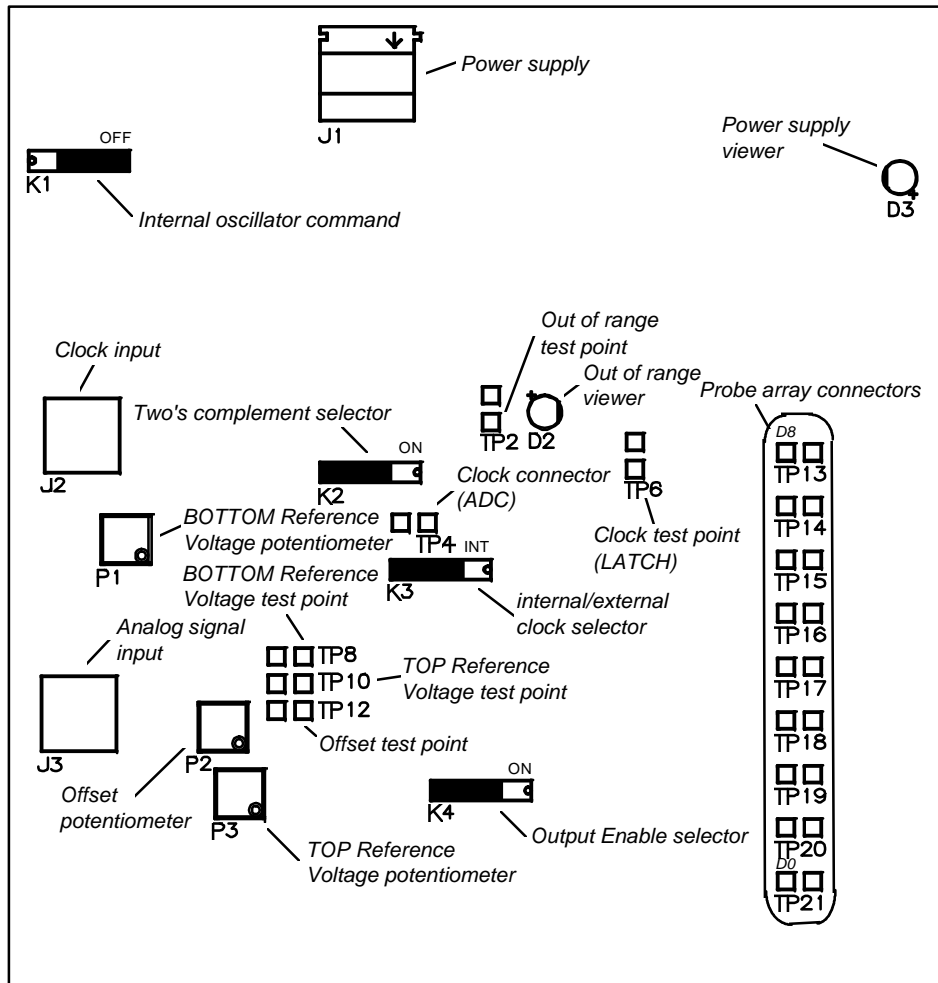 Power supply
J1
OFF
K1
Internal oscillator command
Power supply
viewer
D3
Out of range
test point
Clock input
Out of range
viewer
Probe array connectors
Two's complement selector
D8
ON
TP2
D2
TP13
J2
K2
Clock connector
(ADC)
TP6
TP14
BOTTOM Reference
Voltage potentiometer
TP4
INT
Clock test point
(LATCH)
P1
BOTTOM Reference
Voltage test point
K3
TP15
internal/external
clock selector
Analog signal
input
TP16
TP8
TP10
TOP Reference
Voltage test point
TP17
TP12
Offset test point
TP18
J3
P2
ON
TP19
Offset
potentiometer
P3
K4
Output Enable selector
TP20
TOP Reference
Voltage potentiometer
D0
TP21